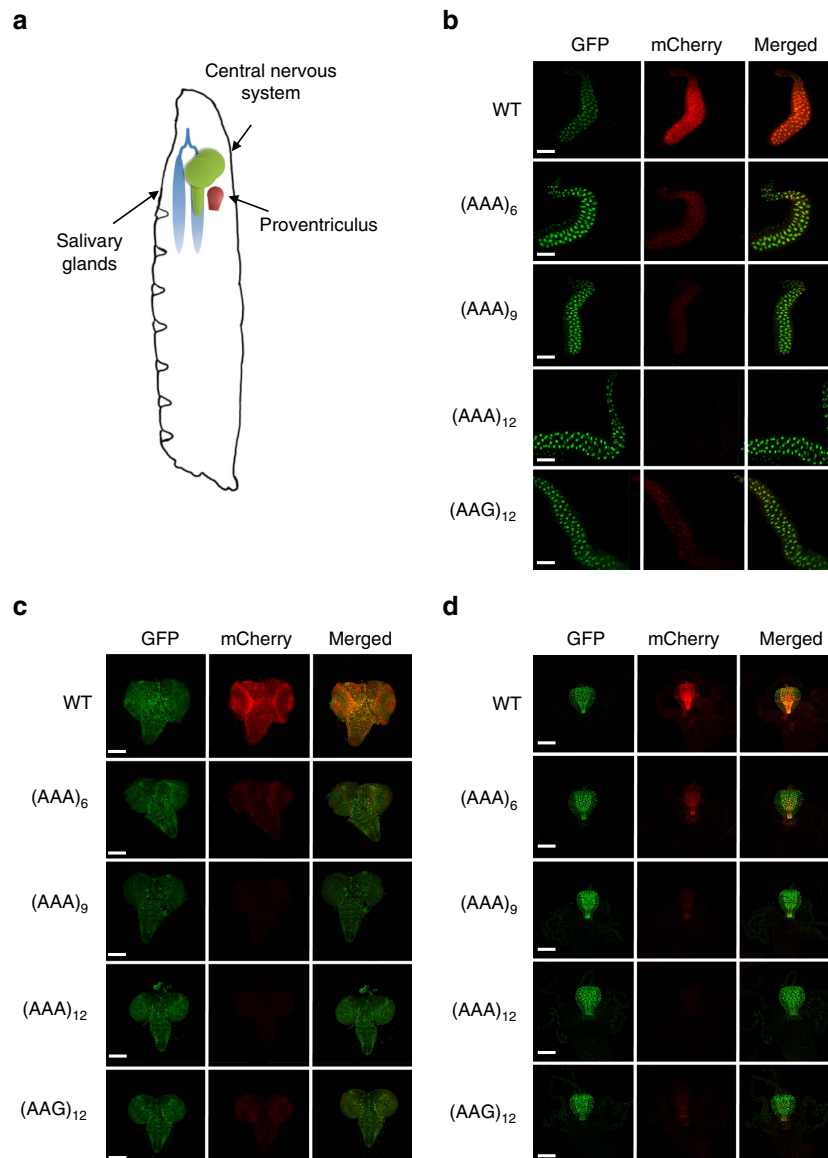 a
Central nervous
system
Salivary
glands
Proventriculus
b
GFP mCherry Merged
WT
(AAA)6
(AAA)9
(AAA)12
(AAG)12
c
GFP mCherry Merged
WT
(AAA)6
(AAA)9
(AAA)12
(AAG)12
d
GFP mCherry Merged
WT
(AAA)6
(AAA)9
(AAA)12
(AAG)12